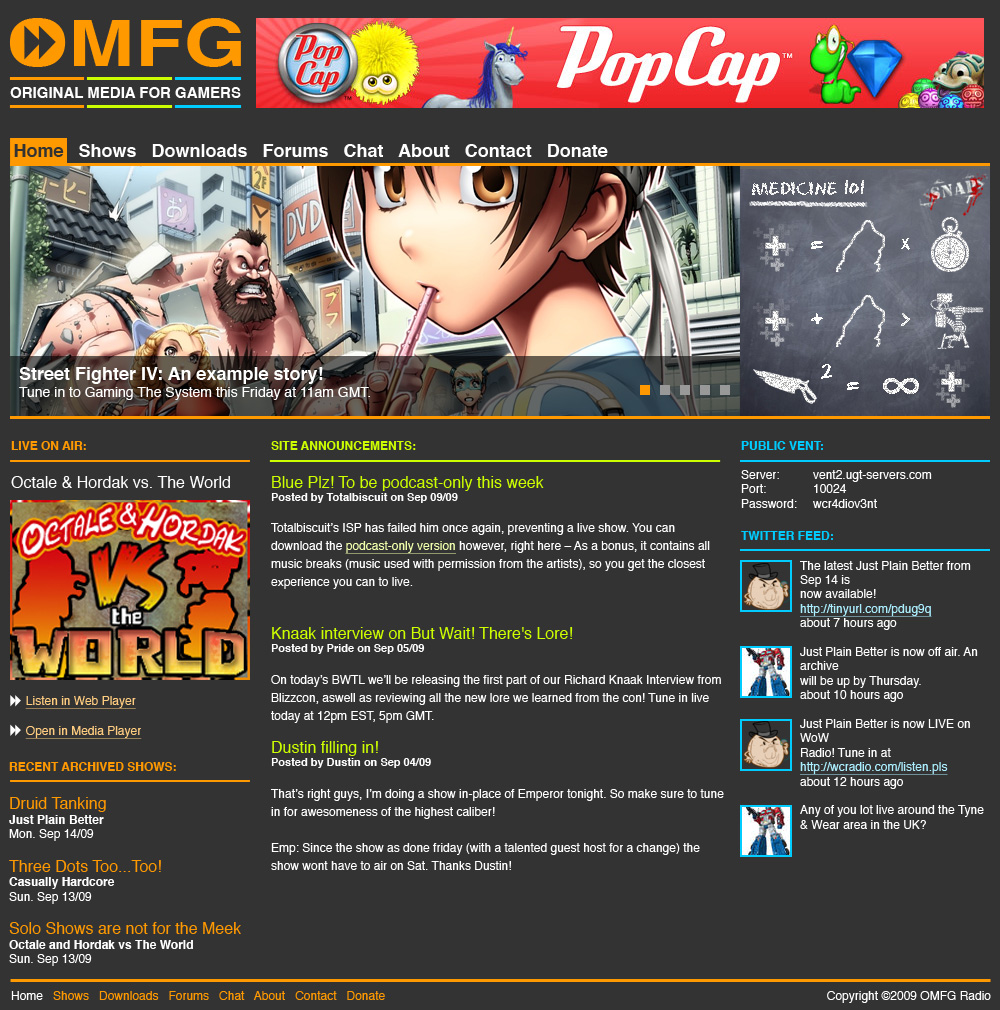 OMFG
ORIGINAL MEDIA FOR GAMERS
Pop Cap ™
PopCap™
Home Shows Downloads Forums Chat About Contact Donate
コーヒー
DVD
MEDICINE 101
SNAP
+ = x
+ + >
2 = ∞ +
Street Fighter IV: An example story!
Tune in to Gaming The System this Friday at 11am GMT.
LIVE ON AIR:
Octale & Hordak vs. The World
OCTALE & HORDAK
VS
the
WORLD
Listen in Web Player
Open in Media Player
RECENT ARCHIVED SHOWS:
Druid Tanking
Just Plain Better
Mon. Sep 14/09
Three Dots Too...Too!
Casually Hardcore
Sun. Sep 13/09
Solo Shows are not for the Meek
Octale and Hordak vs The World
Sun. Sep 13/09
SITE ANNOUNCEMENTS:
Blue Plz! To be podcast-only this week
Posted by Totalbiscuit on Sep 09/09
Totalbiscuit's ISP has failed him once again, preventing a live show. You can
download the podcast-only version however, right here – As a bonus, it contains all
music breaks (music used with permission from the artists), so you get the closest
experience you can to live.
Knaak interview on But Wait! There's Lore!
Posted by Pride on Sep 05/09
On today's BWTL we'll be releasing the first part of our Richard Knaak Interview from
Blizzcon, aswell as reviewing all the new lore we learned from the con! Tune in live
today at 12pm EST, 5pm GMT.
Dustin filling in!
Posted by Dustin on Sep 04/09
That's right guys, I'm doing a show in-place of Emperor tonight. So make sure to tune
in for awesomeness of the highest caliber!
Emp: Since the show as done friday (with a talented guest host for a change) the
show wont have to air on Sat. Thanks Dustin!
PUBLIC VENT:
Server: vent2.ugt-servers.com
Port: 10024
Password: wcr4diov3nt
TWITTER FEED:
The latest Just Plain Better from
Sep 14 is
now available!
http://tinyurl.com/pdug9q
about 7 hours ago
Just Plain Better is now off air. An
archive
will be up by Thursday.
about 10 hours ago
Just Plain Better is now LIVE on
WoW
Radio! Tune in at
http://wcradio.com/listen.pls
about 12 hours ago
Any of you lot live around the Tyne
& Wear area in the UK?
Home Shows Downloads Forums Chat About Contact Donate
Copyright ©2009 OMFG Radio